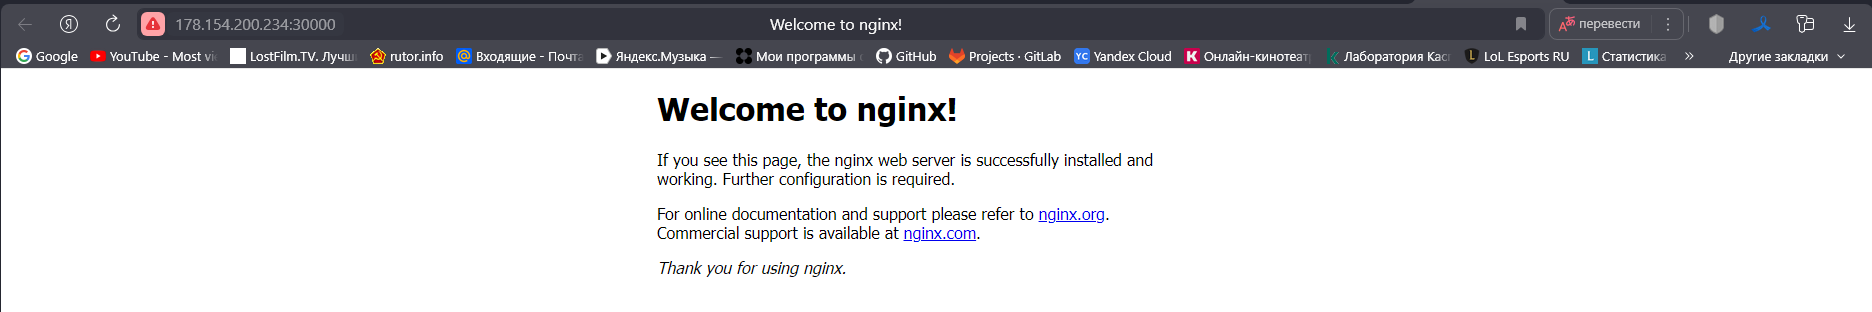 178.154.200.234:30000 Welcome to nginx! перевести
Google YouTube - Most vi LostFilm.TV. Лучш rutor.info Входящие - Почта Яндекс.Музыка — Мои программы GitHub Projects · GitLab YC Yandex Cloud K Онлайн-кинотеат Лаборатория Кас LoL Esports RU L Статистика » Другие закладки
Welcome to nginx!
If you see this page, the nginx web server is successfully installed and
working. Further configuration is required.
For online documentation and support please refer to nginx.org.
Commercial support is available at nginx.com.
Thank you for using nginx.